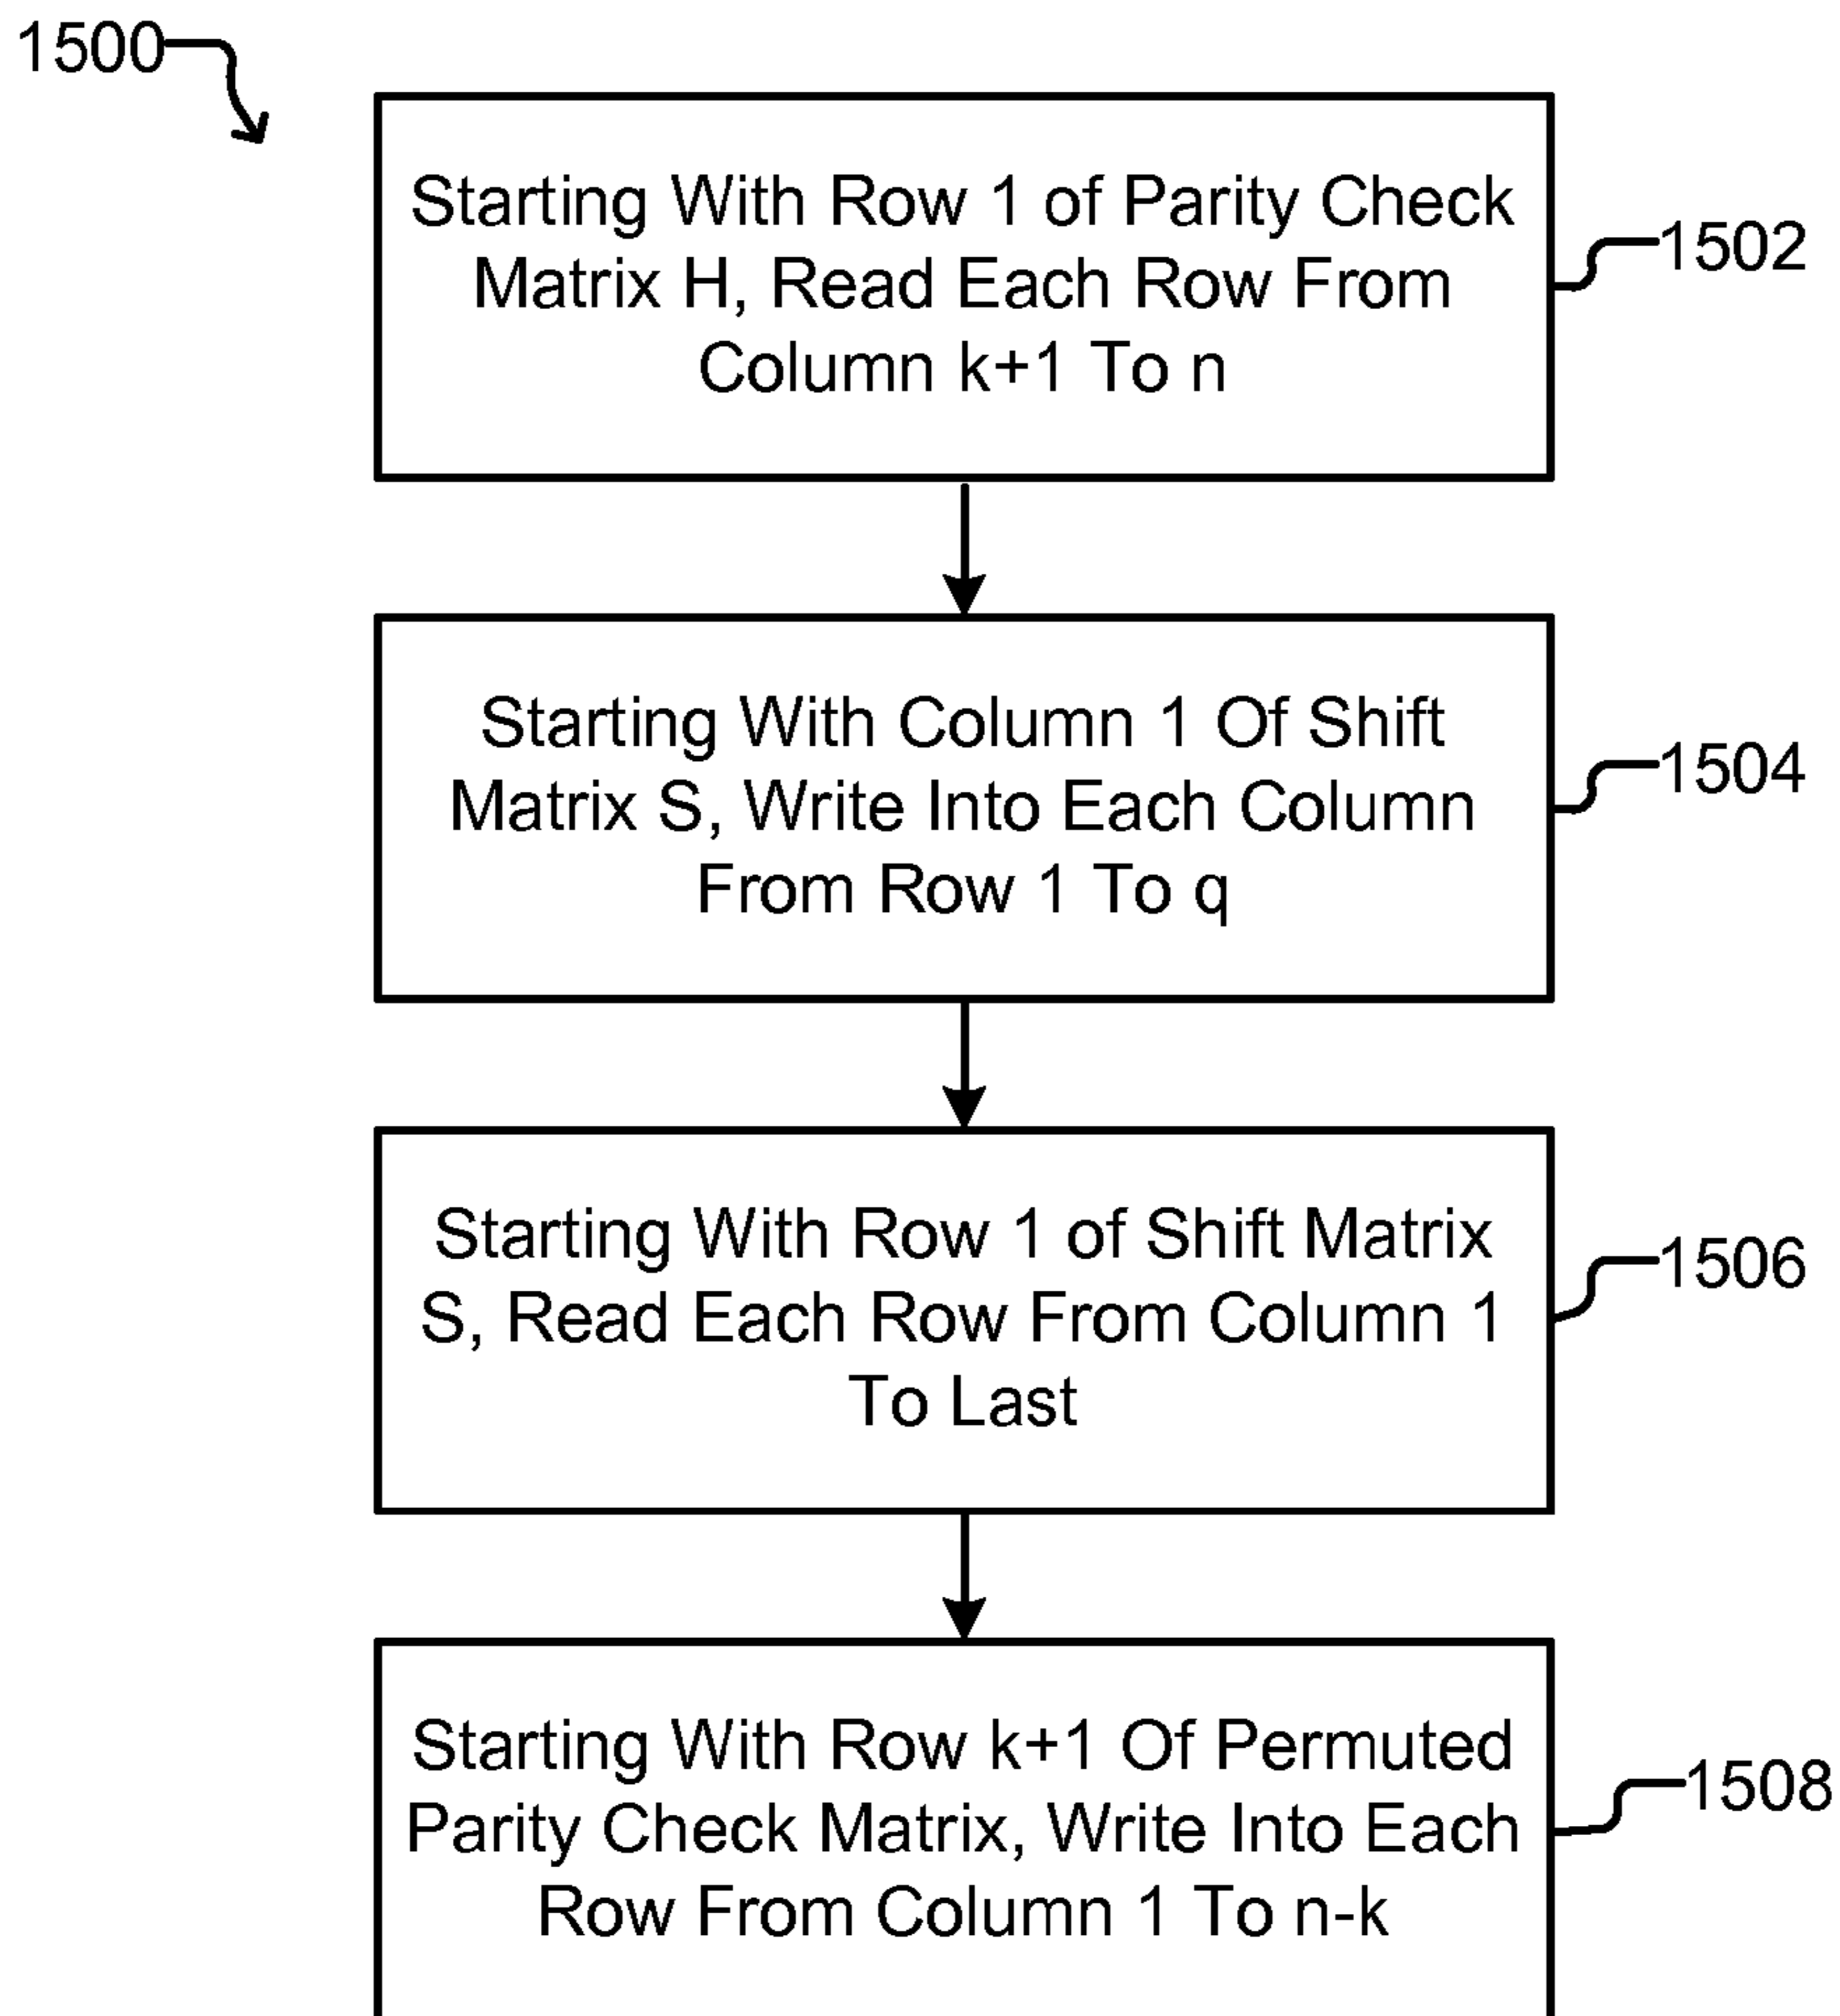 1500
Starting With Row 1 of Parity Check
Matrix H, Read Each Row From
Column k+1 To n
1502
Starting With Column 1 Of Shift
Matrix S, Write Into Each Column
From Row 1 To q
1504
Starting With Row 1 of Shift Matrix
S, Read Each Row From Column 1
To Last
1506
Starting With Row k+1 Of Permuted
Parity Check Matrix, Write Into Each
Row From Column 1 To n-k
1508